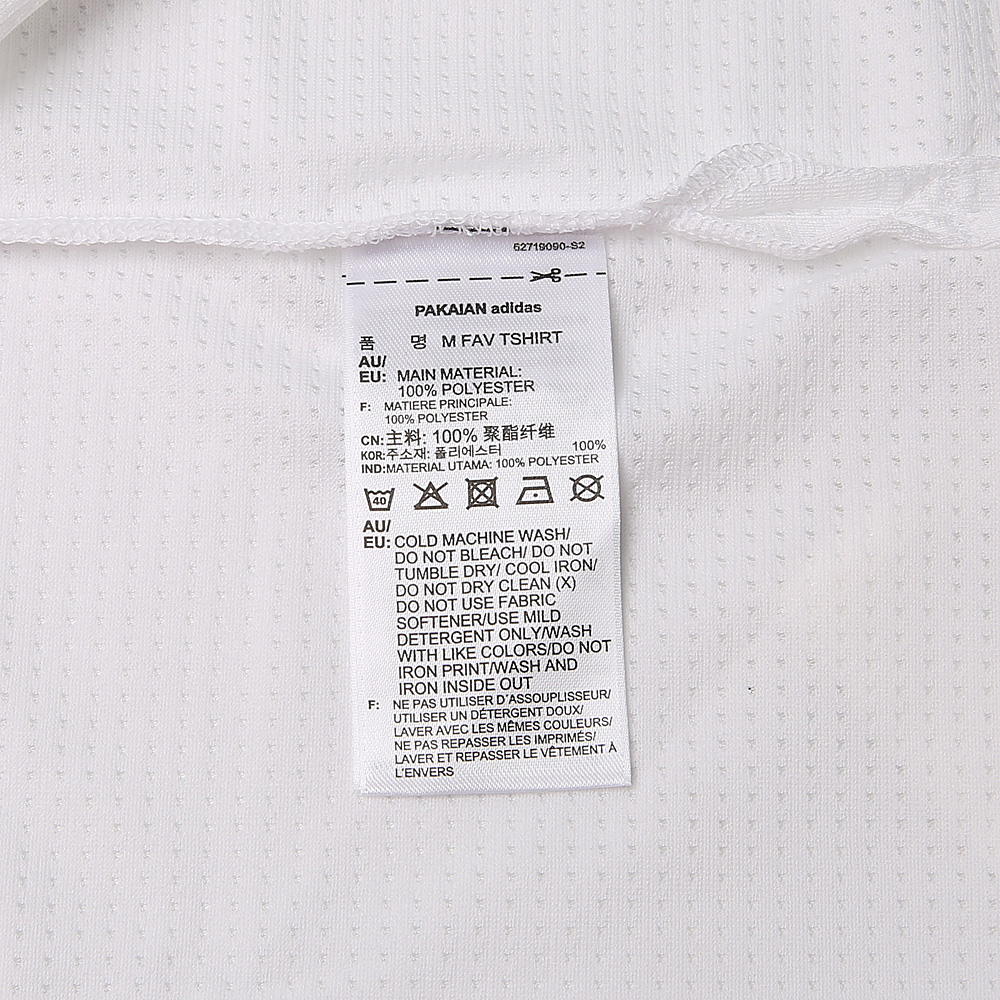 62719090-S2
PAKAIAN adidas
품 명 M FAV TSHIRT
AU/
EU: MAIN MATERIAL:
100% POLYESTER
F: MATIERE PRINCIPALE:
100% POLYESTER
CN:主料: 100% 聚酯纤维
KOR:주소재: 폴리에스터 100%
IND:MATERIAL UTAMA: 100% POLYESTER
40
AU/
EU: COLD MACHINE WASH/
DO NOT BLEACH/ DO NOT
TUMBLE DRY/ COOL IRON/
DO NOT DRY CLEAN (X)
DO NOT USE FABRIC
SOFTENER/USE MILD
DETERGENT ONLY/WASH
WITH LIKE COLORS/DO NOT
IRON PRINT/WASH AND
IRON INSIDE OUT
F: NE PAS UTILISER D'ASSOUPLISSEUR/
UTILISER UN DÉTERGENT DOUX/
LAVER AVEC LES MÊMES COULEURS/
NE PAS REPASSER LES IMPRIMÉS/
LAVER ET REPASSER LE VÊTEMENT À
L'ENVERS